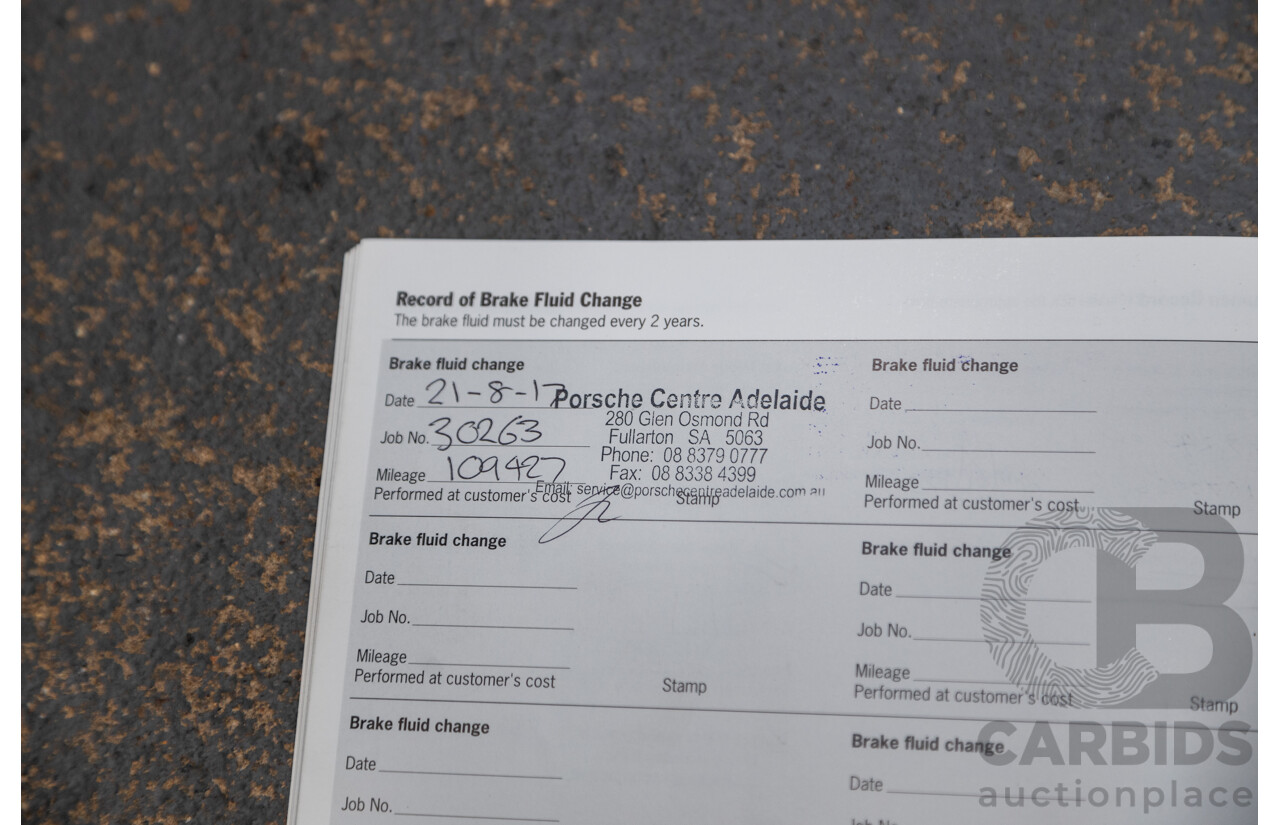 Record of Brake Fluid Change
The brake fluid must be changed every 2 years.
Brake fluid change
Date 21-8-17
Job No. 30263
Mileage 109427
Performed at customer's cost
Stamp
Porsche Centre Adelaide
280 Glen Osmond Rd
Fullarton SA 5063
Phone: 08 8379 0777
Fax: 08 8338 4399
Email: service@porschecentreadelaide.com au
Brake fluid change
Date
Job No.
Mileage
Performed at customer's cost
Stamp
Brake fluid change
Date
Job No.
Mileage
Performed at customer's cost
Stamp
Brake fluid change
Date
Job No.
Mileage
Performed at customer's cost
Stamp
Brake fluid change
Date
Job No.
Brake fluid change
Date
CB
CARBIDS
auctionplace